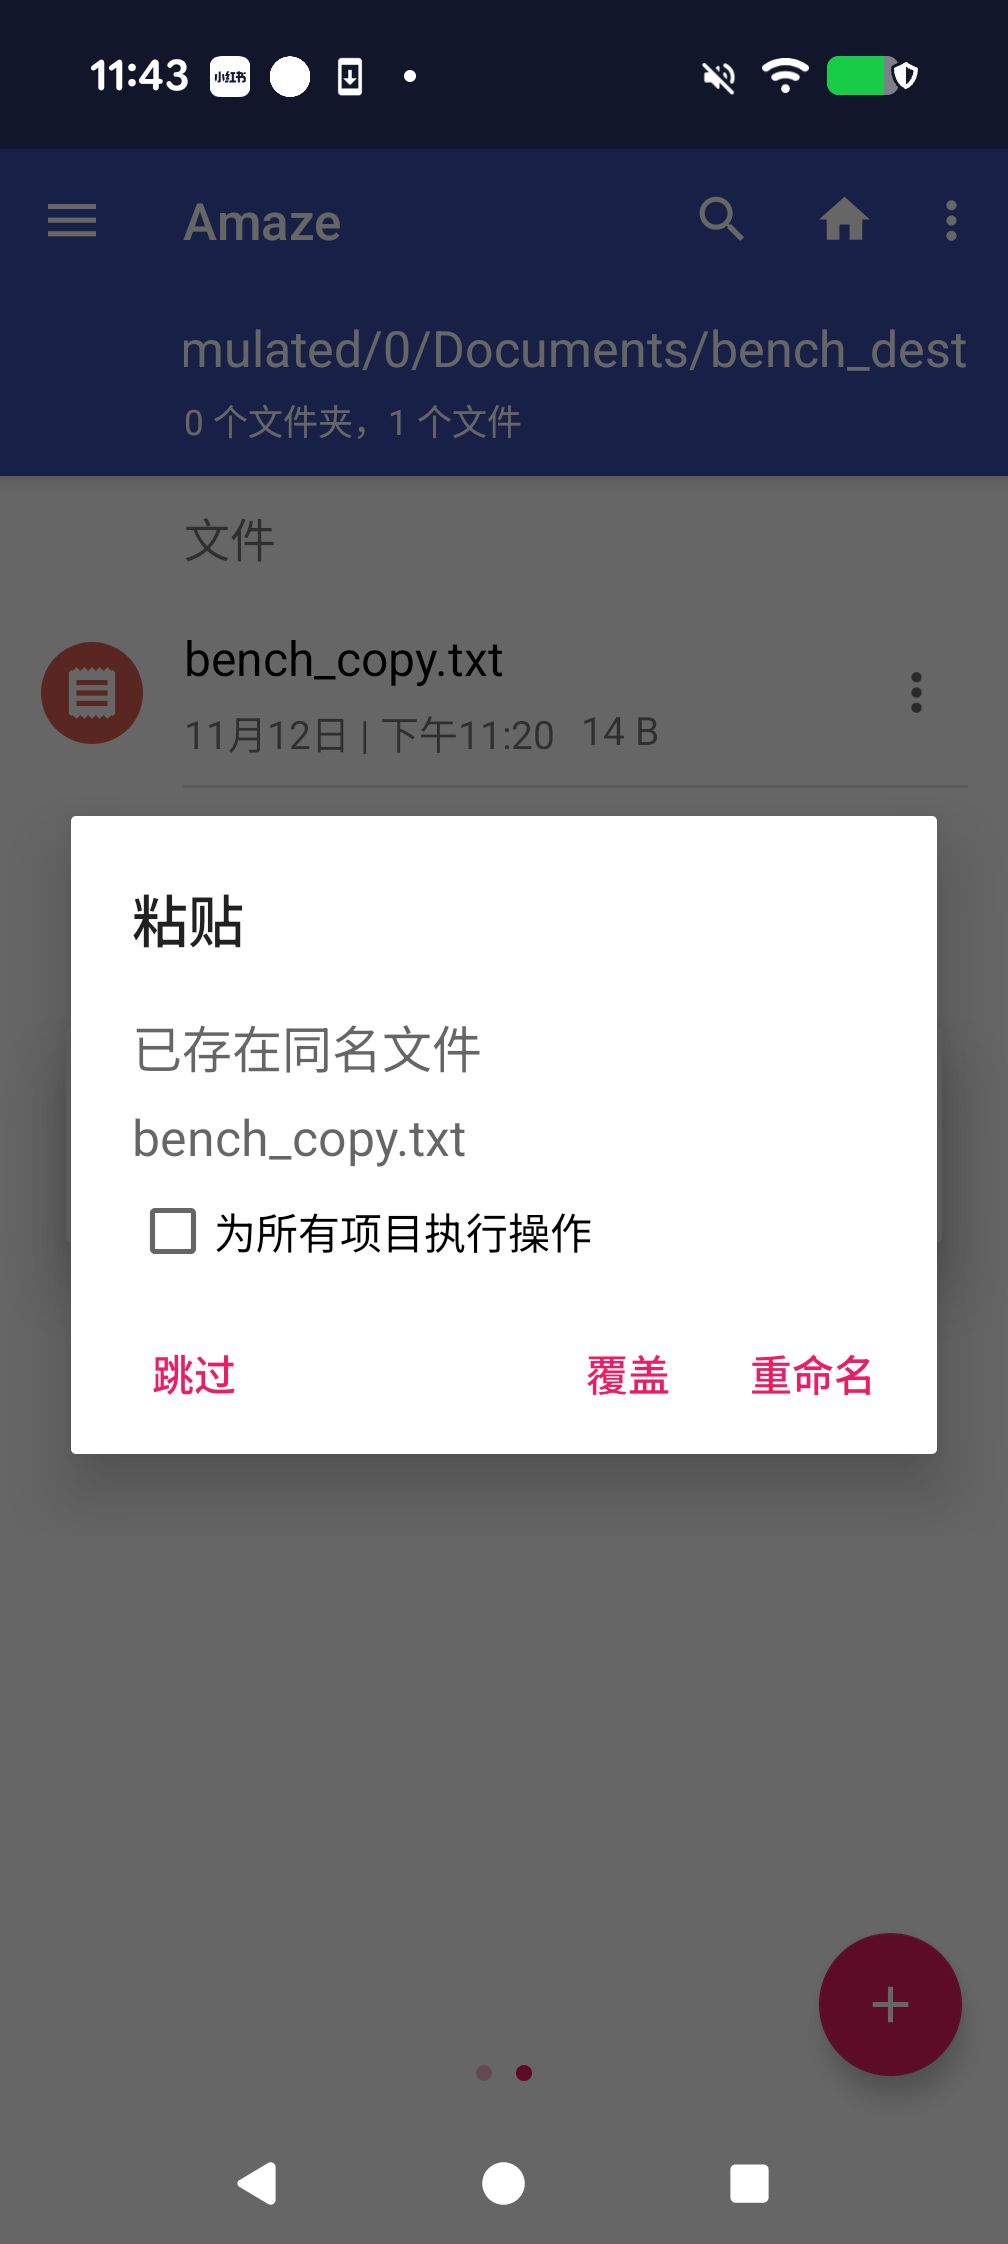 11:43
小红书
Amaze
mulated/0/Documents/bench_dest
0 个文件夹，1 个文件
文件
bench_copy.txt
11月12日 | 下午11:20 14 B
粘贴
已存在同名文件
bench_copy.txt
为所有项目执行操作
跳过 覆盖 重命名